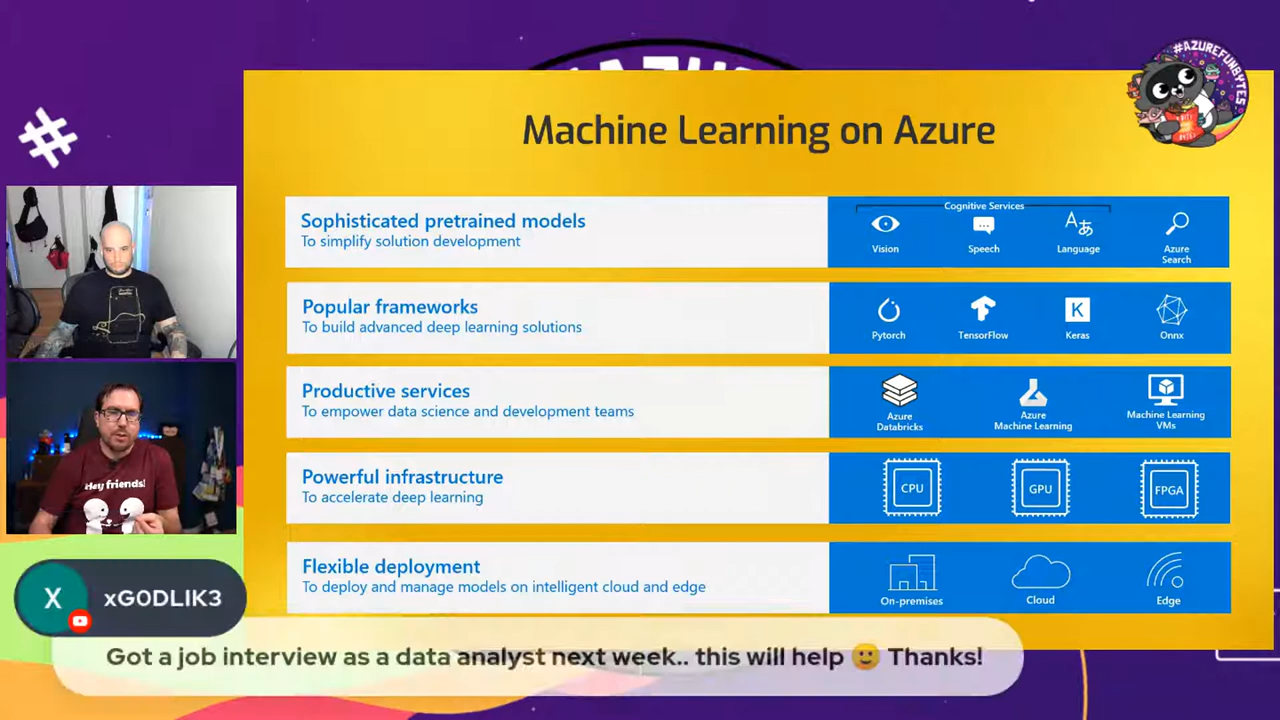 #AZUREFUNBYTES
Machine Learning on Azure
Sophisticated pretrained models
To simplify solution development
Cognitive Services
Vision
Speech
Language
Azure
Search
Popular frameworks
To build advanced deep learning solutions
Pytorch
TensorFlow
K
Keras
Onnx
Productive services
To empower data science and development teams
Azure
Databricks
Azure
Machine Learning
Machine Learning
VMs
Powerful infrastructure
To accelerate deep learning
CPU
GPU
FPGA
Flexible deployment
To deploy and manage models on intelligent cloud and edge
On-premises
Cloud
Edge
#
Hey friends!
X
xG0DLIK3
Got a job interview as a data analyst next week.. this will help 🙂 Thanks!